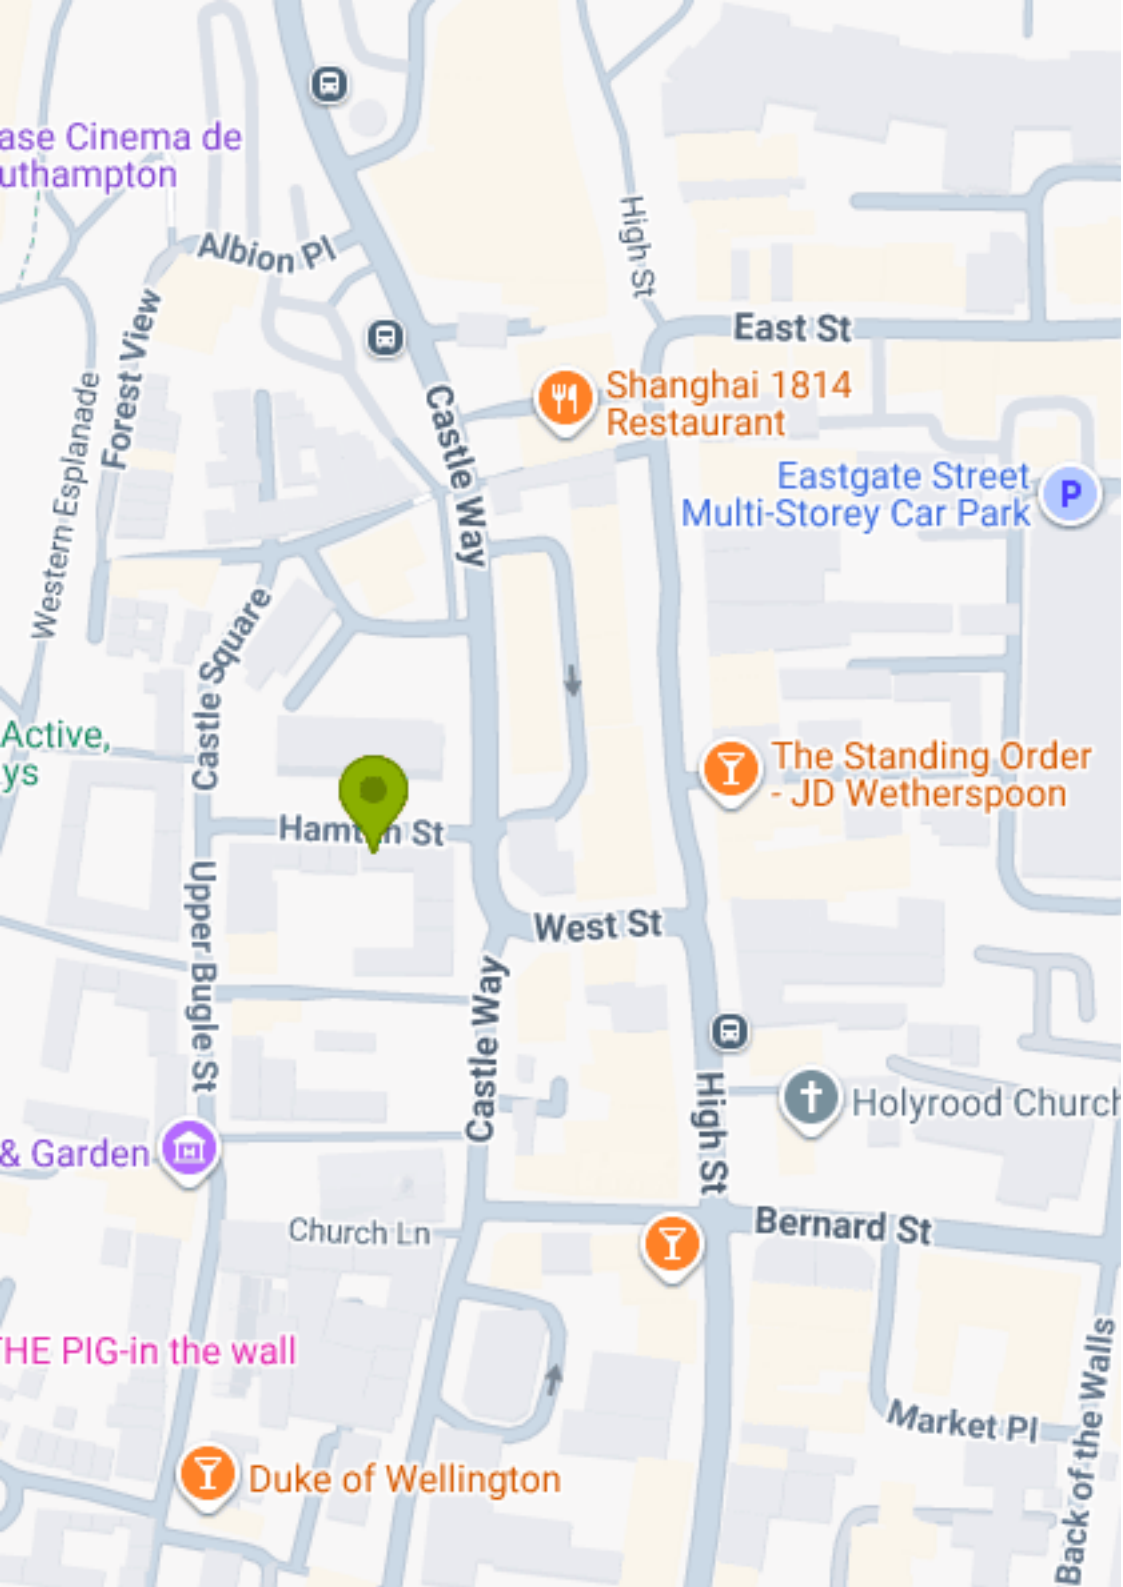 ase Cinema de
uthampton
High St
Albion Pl
Forest View
East St
Castle Way
Shanghai 1814
Restaurant
Western Esplanade
Eastgate Street
Multi-Storey Car Park
P
Castle Square
Active,
ys
The Standing Order
- JD Wetherspoon
St
Upper Bugle St
West St
Castle Way
High St
Holyrood Church
& Garden
Church Ln
Bernard St
THE PIG-in the wall
Back of the Walls
Market Pl
Duke of Wellington